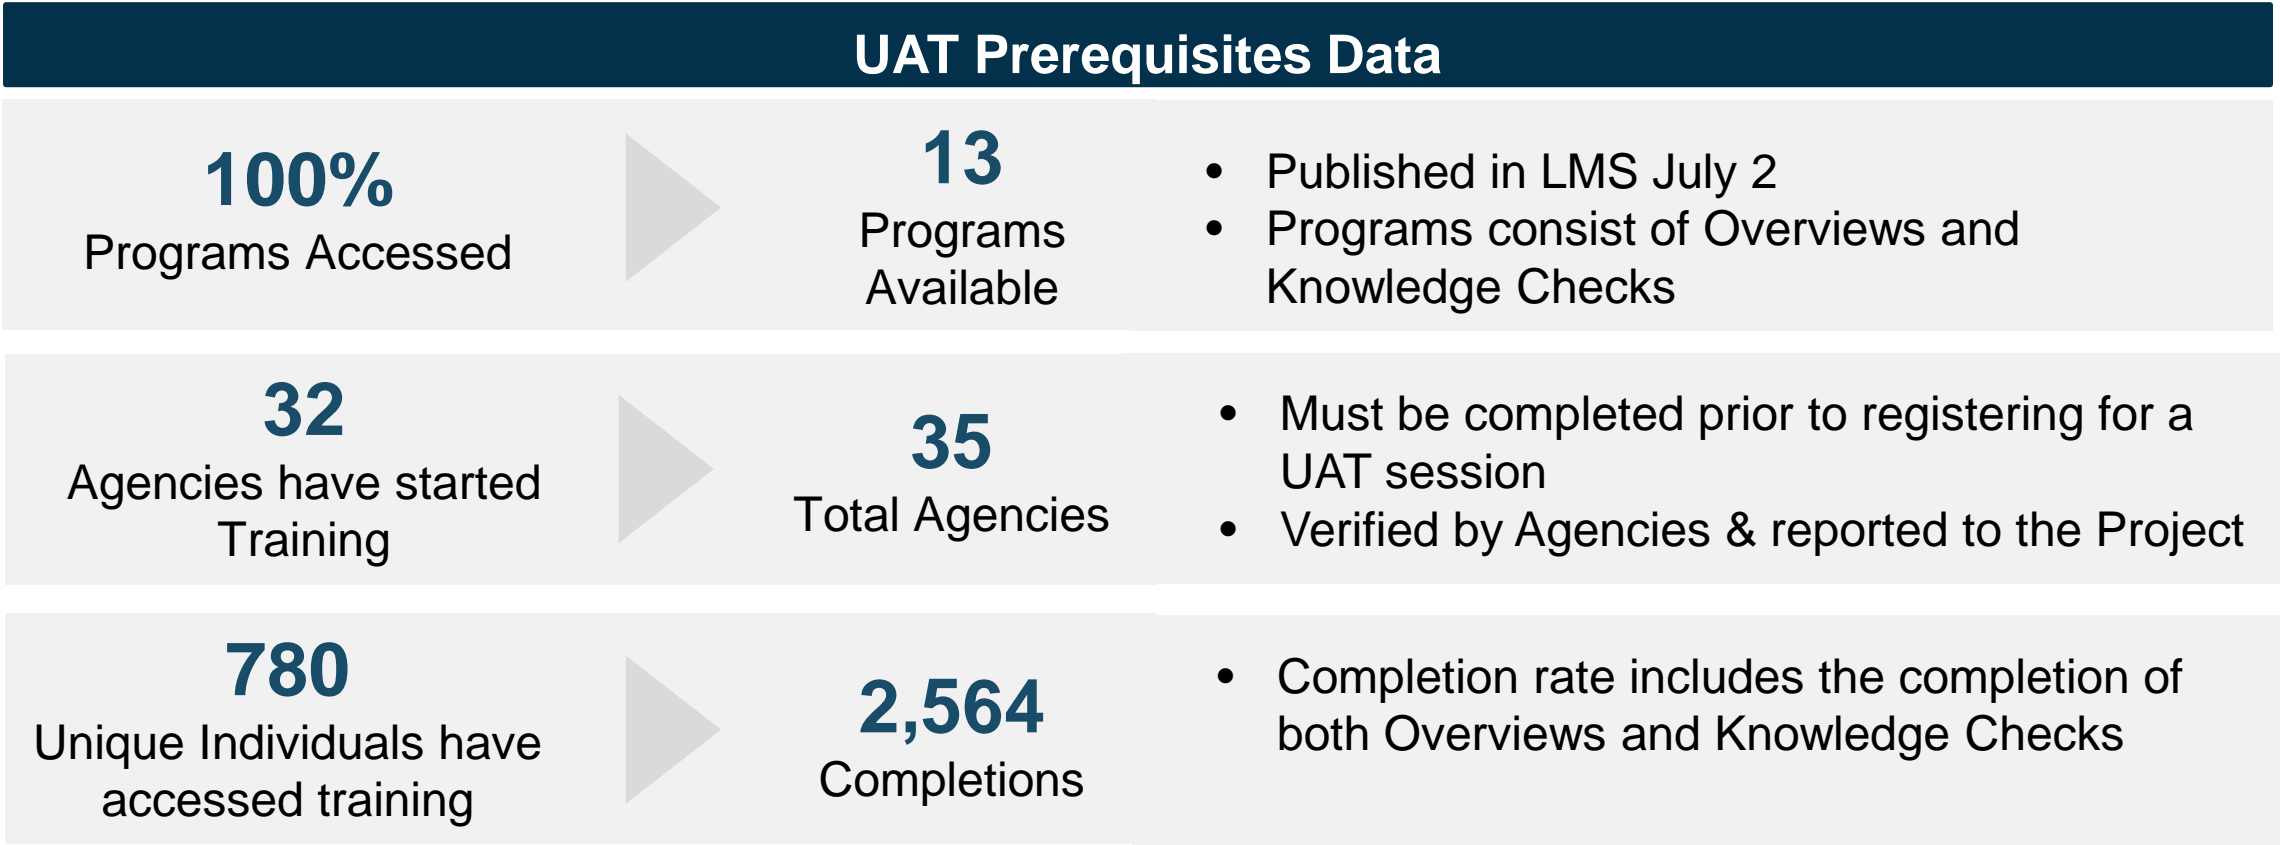 UAT Prerequisites Data
100%
Programs Accessed
13
Programs
Available
• Published in LMS July 2
• Programs consist of Overviews and
Knowledge Checks
32
Agencies have started
Training
35
Total Agencies
• Must be completed prior to registering for a
UAT session
• Verified by Agencies & reported to the Project
780
Unique Individuals have
accessed training
2,564
Completions
• Completion rate includes the completion of
both Overviews and Knowledge Checks